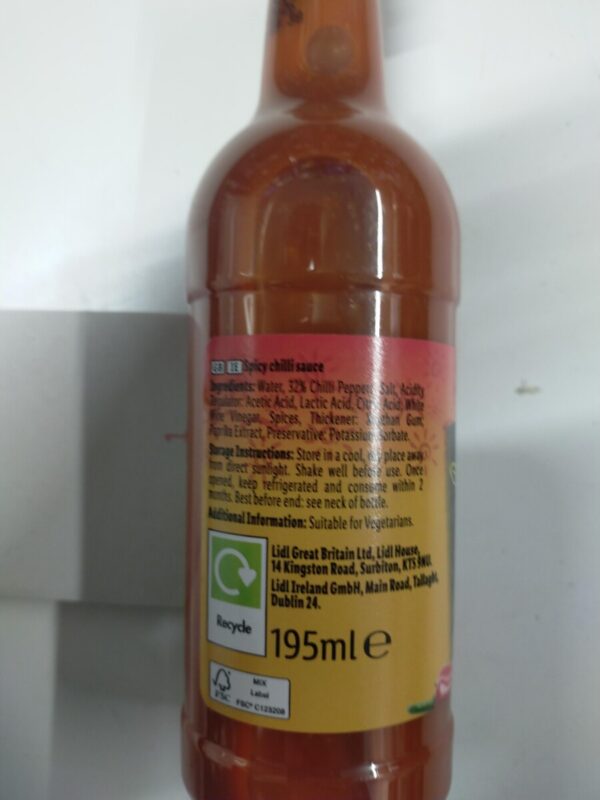 GB IE Spicy chilli sauce
Ingredients: Water, 32% Chilli Pepper, Salt, Acidity
Regulator: Acetic Acid, Lactic Acid, Citric Acid; White
Wine Vinegar, Spices, Thickener: Xanthan Gum;
Paprika Extract, Preservative: Potassium Sorbate.
Storage Instructions: Store in a cool, dry place away
from direct sunlight. Shake well before use. Once
opened, keep refrigerated and consume within 2
months. Best before end: see neck of bottle.
Additional Information: Suitable for Vegetarians.
Lidl Great Britain Ltd, Lidl House,
14 Kingston Road, Surbiton, KT5 9NU.
Lidl Ireland GmbH, Main Road, Tallaght,
Dublin 24.
Recycle
195ml e
FSC
MIX
Label
FSC® C123208